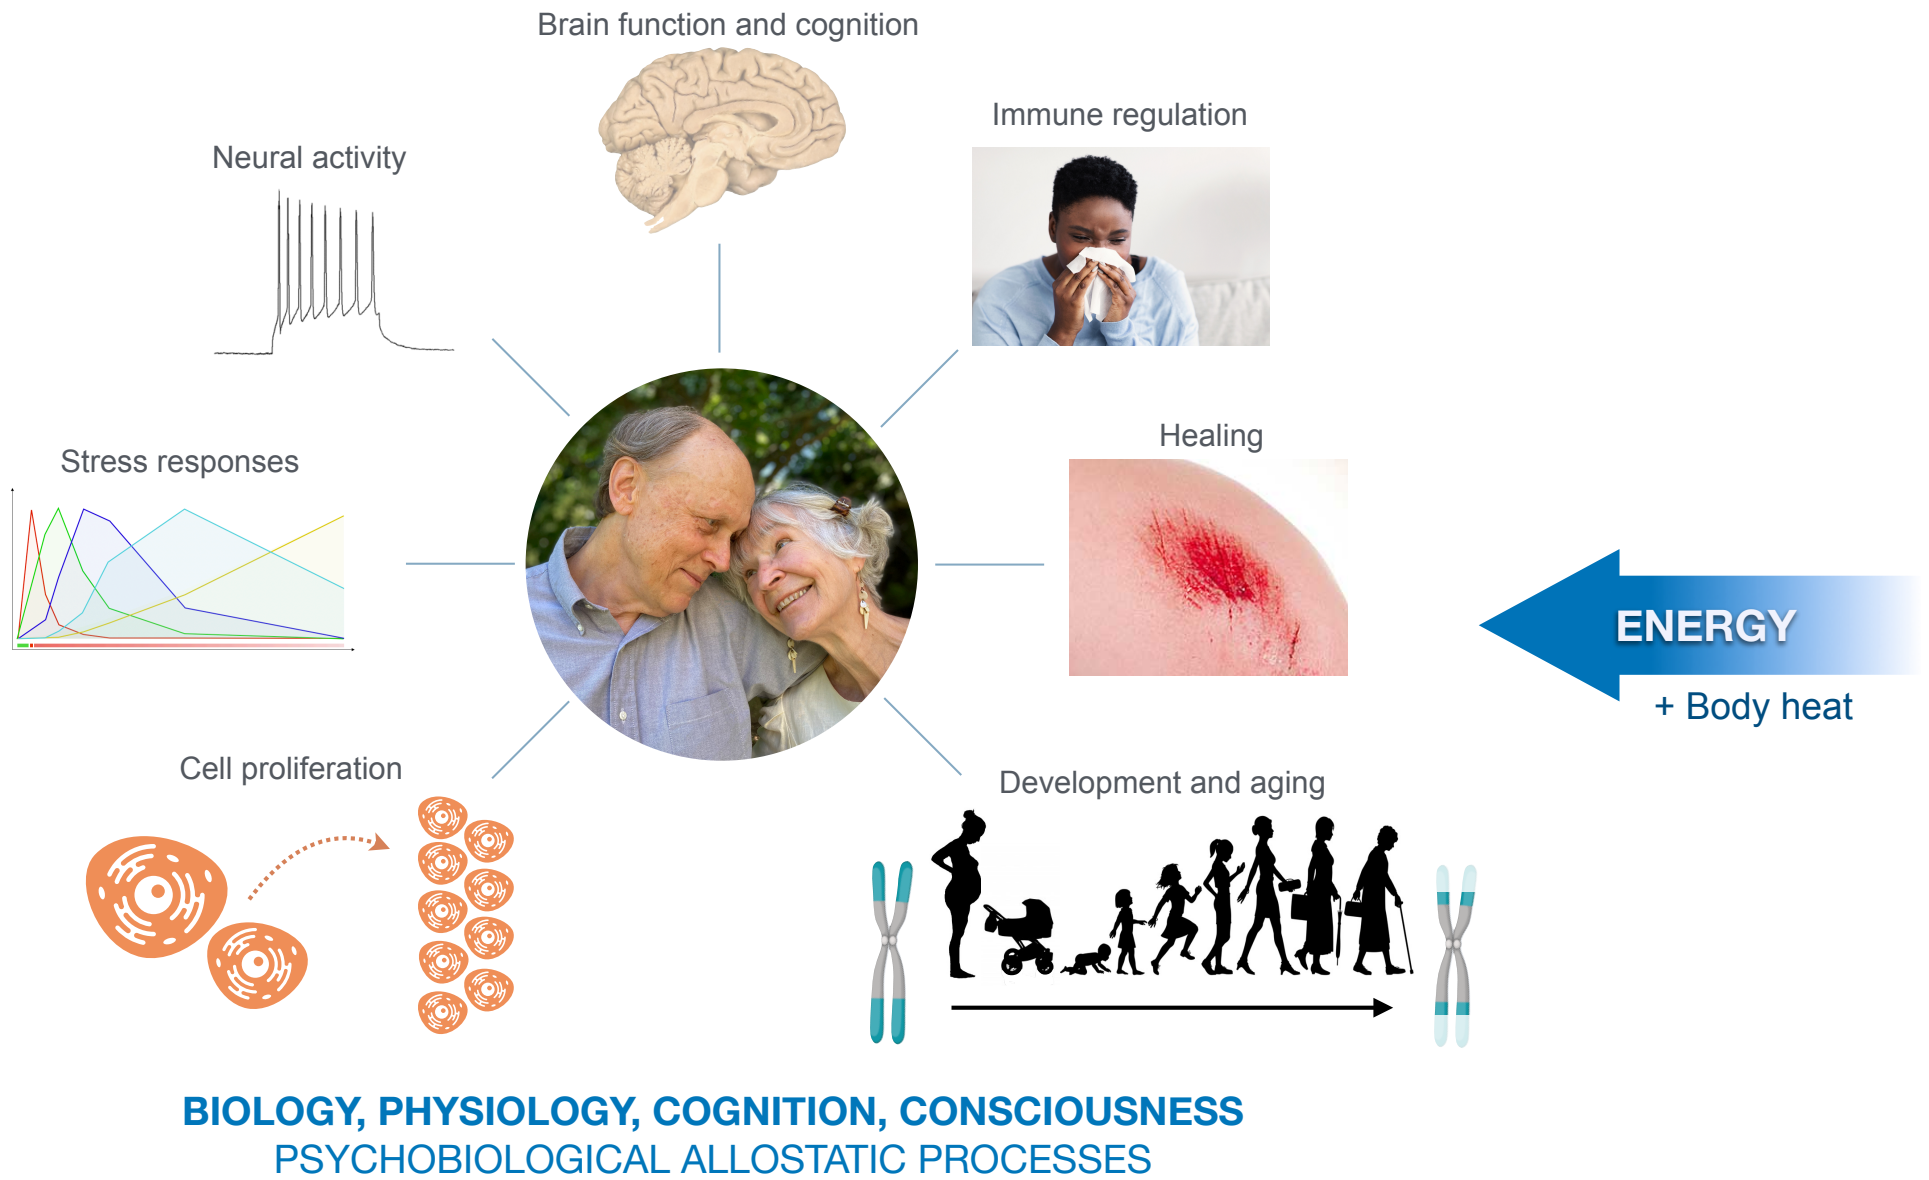 Brain function and cognition
Immune regulation
Neural activity
Healing
Stress responses
ENERGY
+ Body heat
Cell proliferation
Development and aging
BIOLOGY, PHYSIOLOGY, COGNITION, CONSCIOUSNESS
PSYCHOBIOLOGICAL ALLOSTATIC PROCESSES